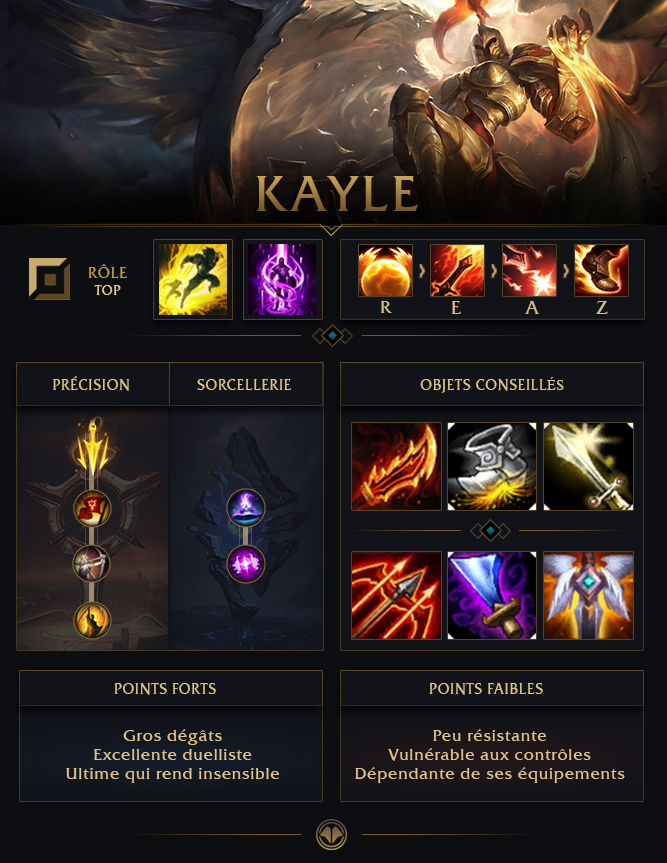 KAYLE
RÔLE
TOP
R
E
A
Z
PRÉCISION
SORCELLERIE
OBJETS CONSEILLÉS
POINTS FORTS
Gros dégâts
Excellente duelliste
Ultime qui rend insensible
POINTS FAIBLES
Peu résistante
Vulnérable aux contrôles
Dépendante de ses équipements